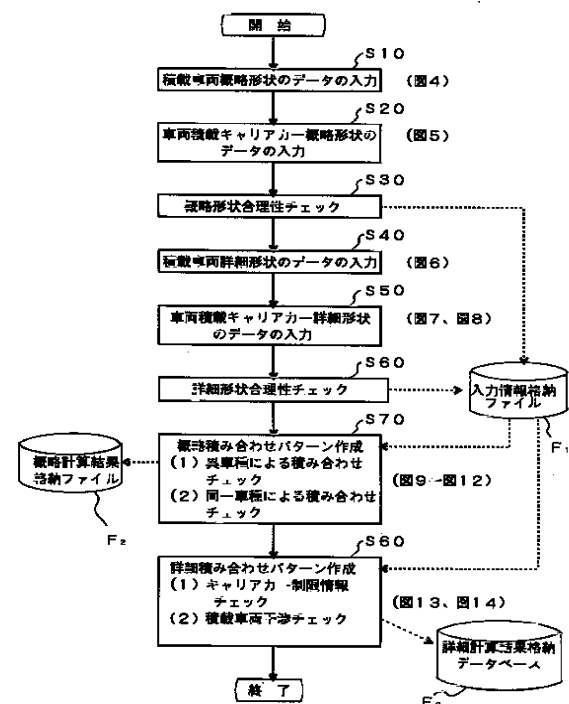 開 始
S10
積載車両概略形状のデータの入力 (図4)
S20
車両積載キャリアカー概略形状の (図5)
データの入力
S30
概略形状合理性チェック
S40
積載車両詳細形状のデータの入力 (図6)
S50
車両積載キャリアカー詳細形状 (図7、図8)
のデータの入力
S60
詳細形状合理性チェック
入力情報格納
ファイル
F₁
S70
概略積み合わせパターン作成
(1) 異車種による積み合わせ
チェック
(2) 同一車種による積み合わせ
チェック
(図9-図12)
概略計算結果
格納ファイル
F₂
S60
詳細積み合わせパターン作成
(1) キャリアカー制限情報
チェック
(2) 積載車両干渉チェック
(図13、図14)
詳細計算結果格納
データベース
終 了